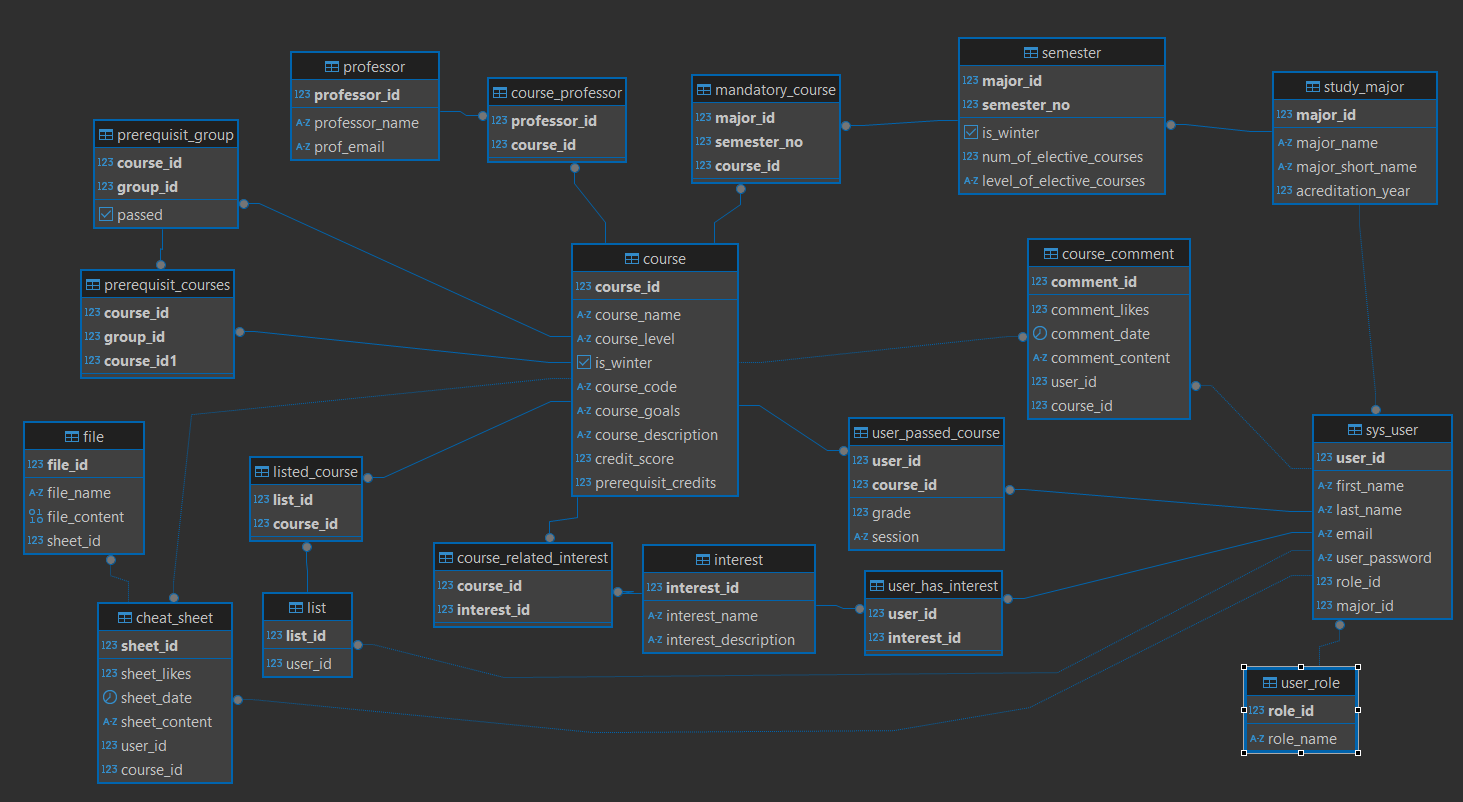 professor
123 professor_id
A-Z professor_name
A-Z prof_email
course_professor
123 professor_id
123 course_id
mandatory_course
123 major_id
123 semester_no
123 course_id
semester
123 major_id
123 semester_no
is_winter
123 num_of_elective_courses
A-Z level_of_elective_courses
study_major
123 major_id
A-Z major_name
A-Z major_short_name
123 acreditation_year
prerequisit_group
123 course_id
123 group_id
passed
prerequisit_courses
123 course_id
123 group_id
123 course_id1
course
123 course_id
A-Z course_name
A-Z course_level
is_winter
A-Z course_code
A-Z course_goals
A-Z course_description
123 credit_score
123 prerequisit_credits
course_comment
123 comment_id
123 comment_likes
comment_date
A-Z comment_content
123 user_id
123 course_id
file
123 file_id
A-Z file_name
file_content
123 sheet_id
listed_course
123 list_id
123 course_id
user_passed_course
123 user_id
123 course_id
123 grade
A-Z session
sys_user
123 user_id
A-Z first_name
A-Z last_name
A-Z email
A-Z user_password
123 role_id
123 major_id
cheat_sheet
123 sheet_id
123 sheet_likes
sheet_date
A-Z sheet_content
123 user_id
123 course_id
list
123 list_id
123 user_id
course_related_interest
123 course_id
123 interest_id
interest
123 interest_id
A-Z interest_name
A-Z interest_description
user_has_interest
123 user_id
123 interest_id
user_role
123 role_id
A-Z role_name